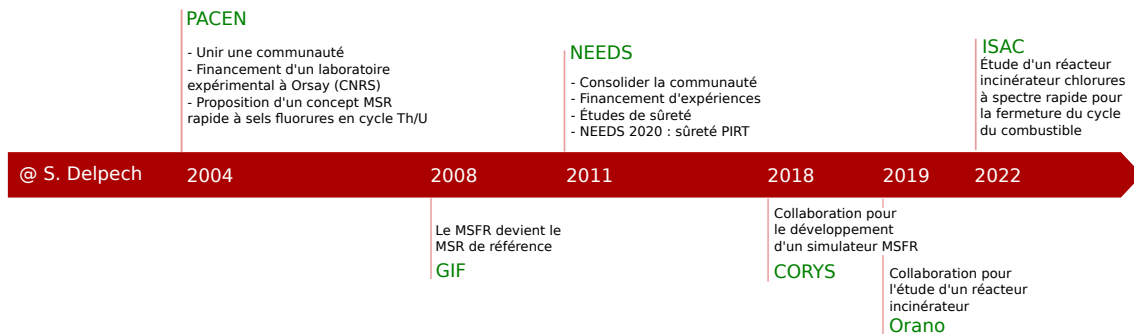 PACEN
- Unir une communauté
- Financement d'un laboratoire
expérimental à Orsay (CNRS)
- Proposition d'un concept MSR
rapide à sels fluorures en cycle Th/U
NEEDS
- Consolider la communauté
- Financement d'expériences
- Études de sûreté
- NEEDS 2020 : sûreté PIRT
ISAC
Étude d'un réacteur
incinérateur chlorures
à spectre rapide pour
la fermeture du cycle
du combustible
@ S. Delpech
2004
2008
2011
2018
2019
2022
Le MSFR devient le
MSR de référence
GIF
Collaboration pour
le développement
d'un simulateur MSFR
CORYS
Collaboration pour
l'étude d'un réacteur
incinérateur
Orano